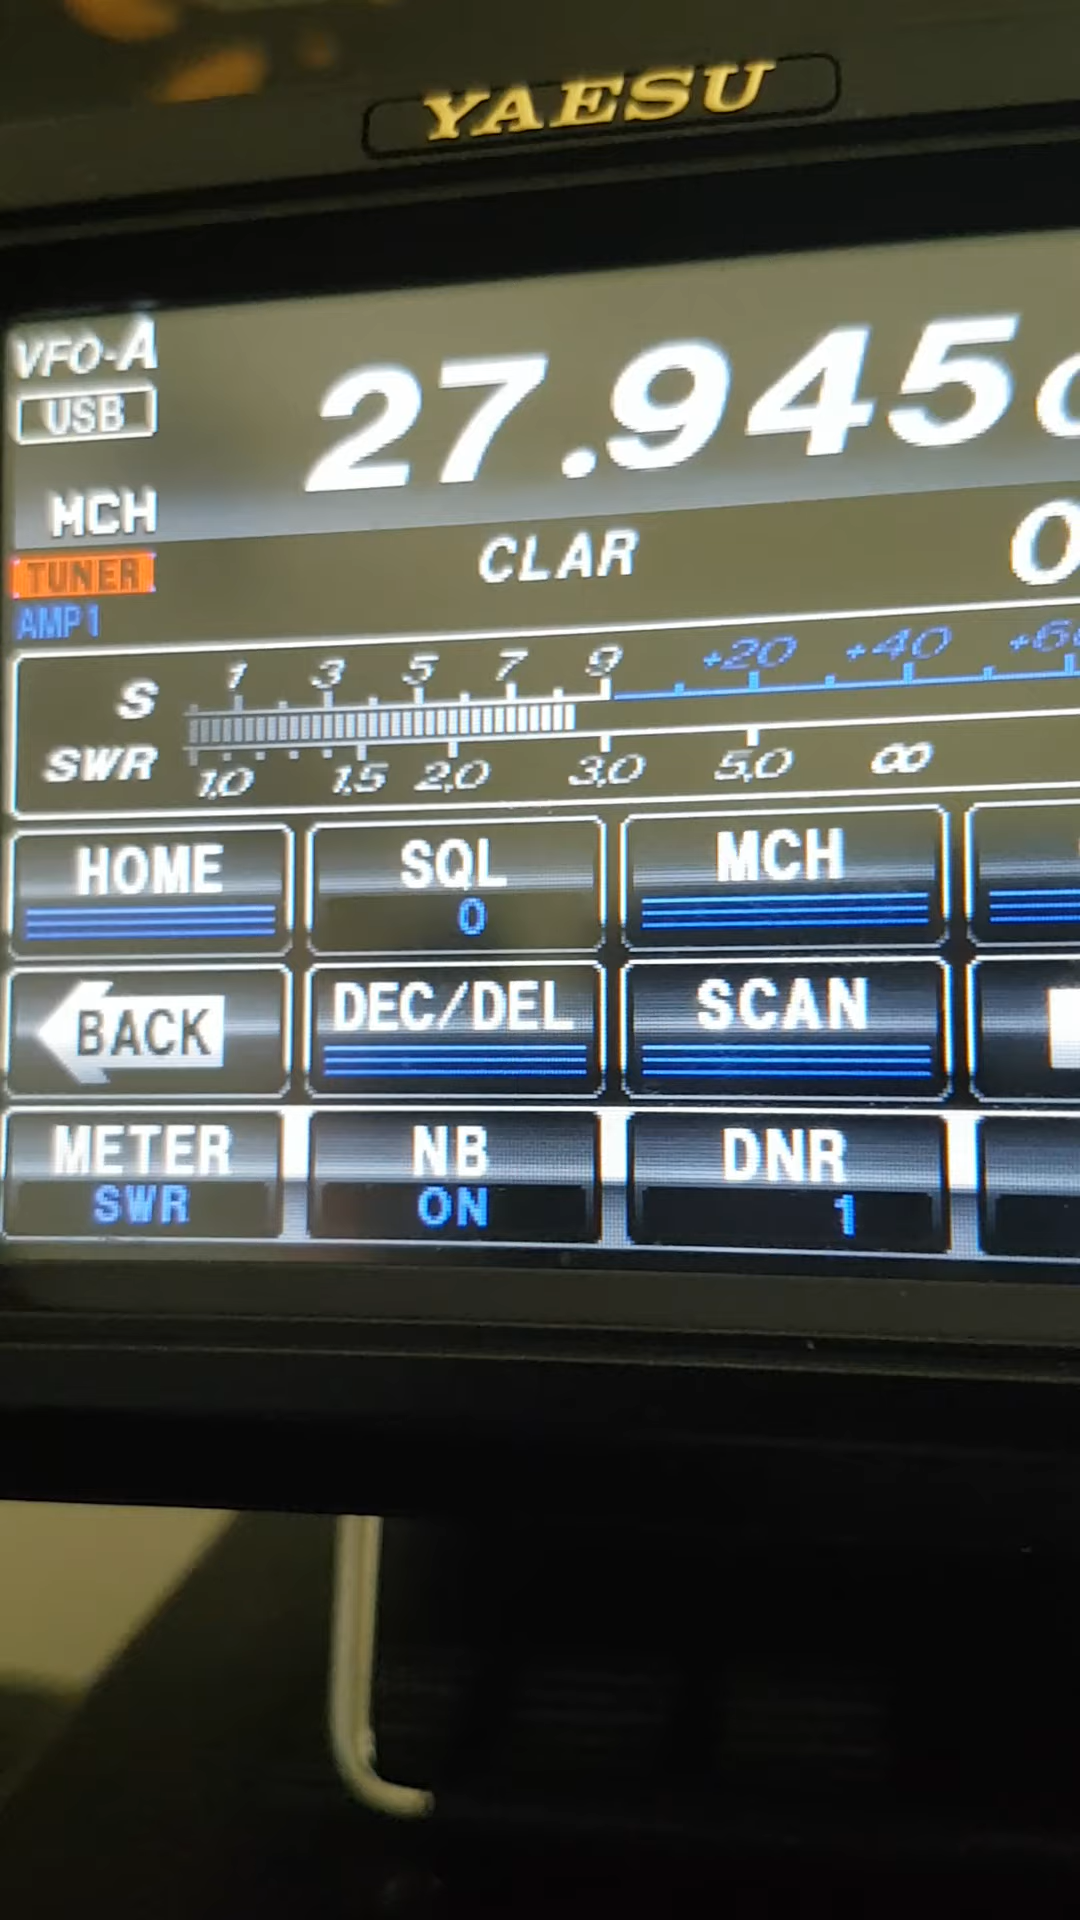 YAESU
VFO-A
27.945
USB
MCH
CLAR
TUNER
AMP1
1 3 5 7 9 +20 +40
S
SWR
1.0 1.5 2.0 3.0 5.0 ∞
HOME SQL MCH
0
BACK DEC/DEL SCAN
METER NB DNR
SWR ON 1